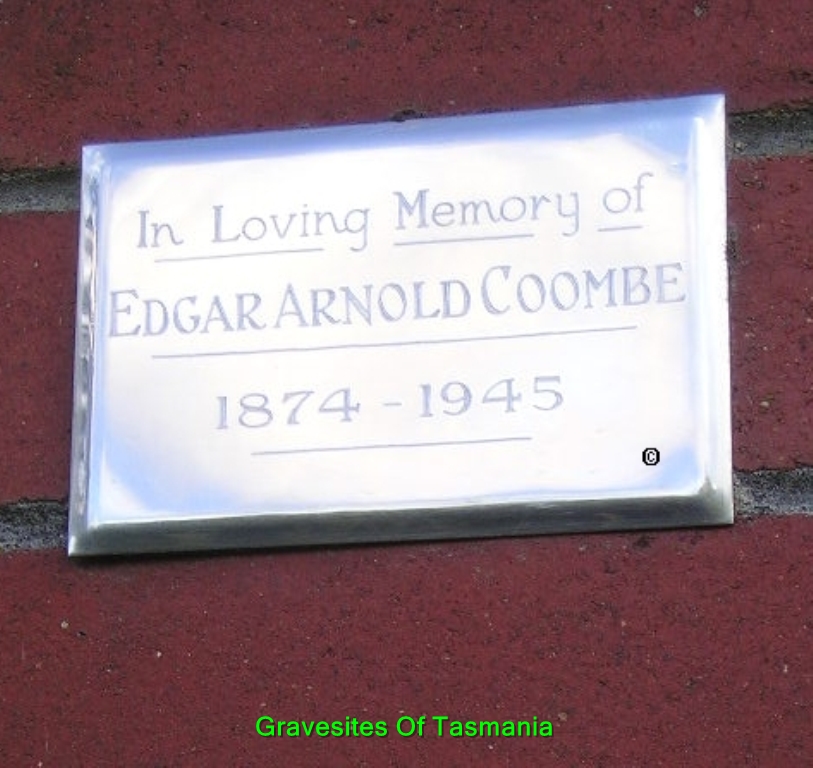 In Loving Memory of
EDGAR ARNOLD COOMBE
1874 - 1945
©
Gravesites Of Tasmania